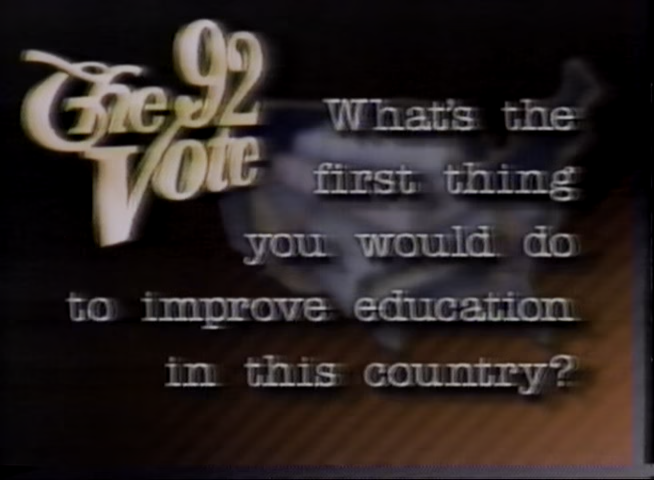 The 92
Vote
What's the
first thing
you would do
to improve education
in this country?